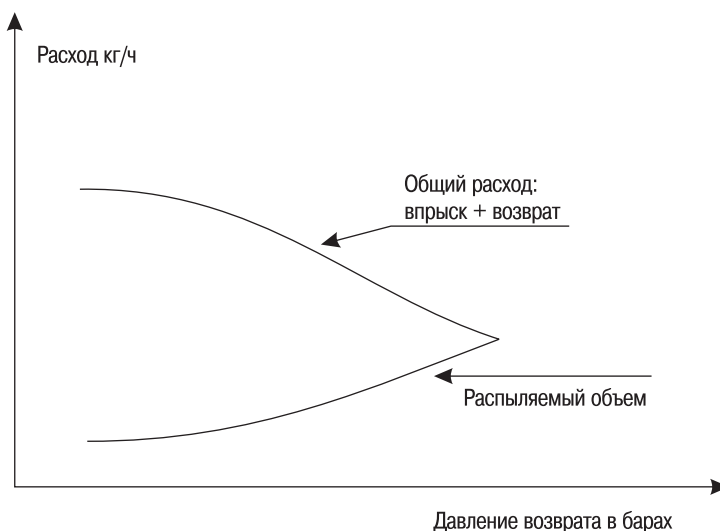 Расход кг/ч
Общий расход:
впрыск + возврат
Распыляемый объем
Давление возврата в барах